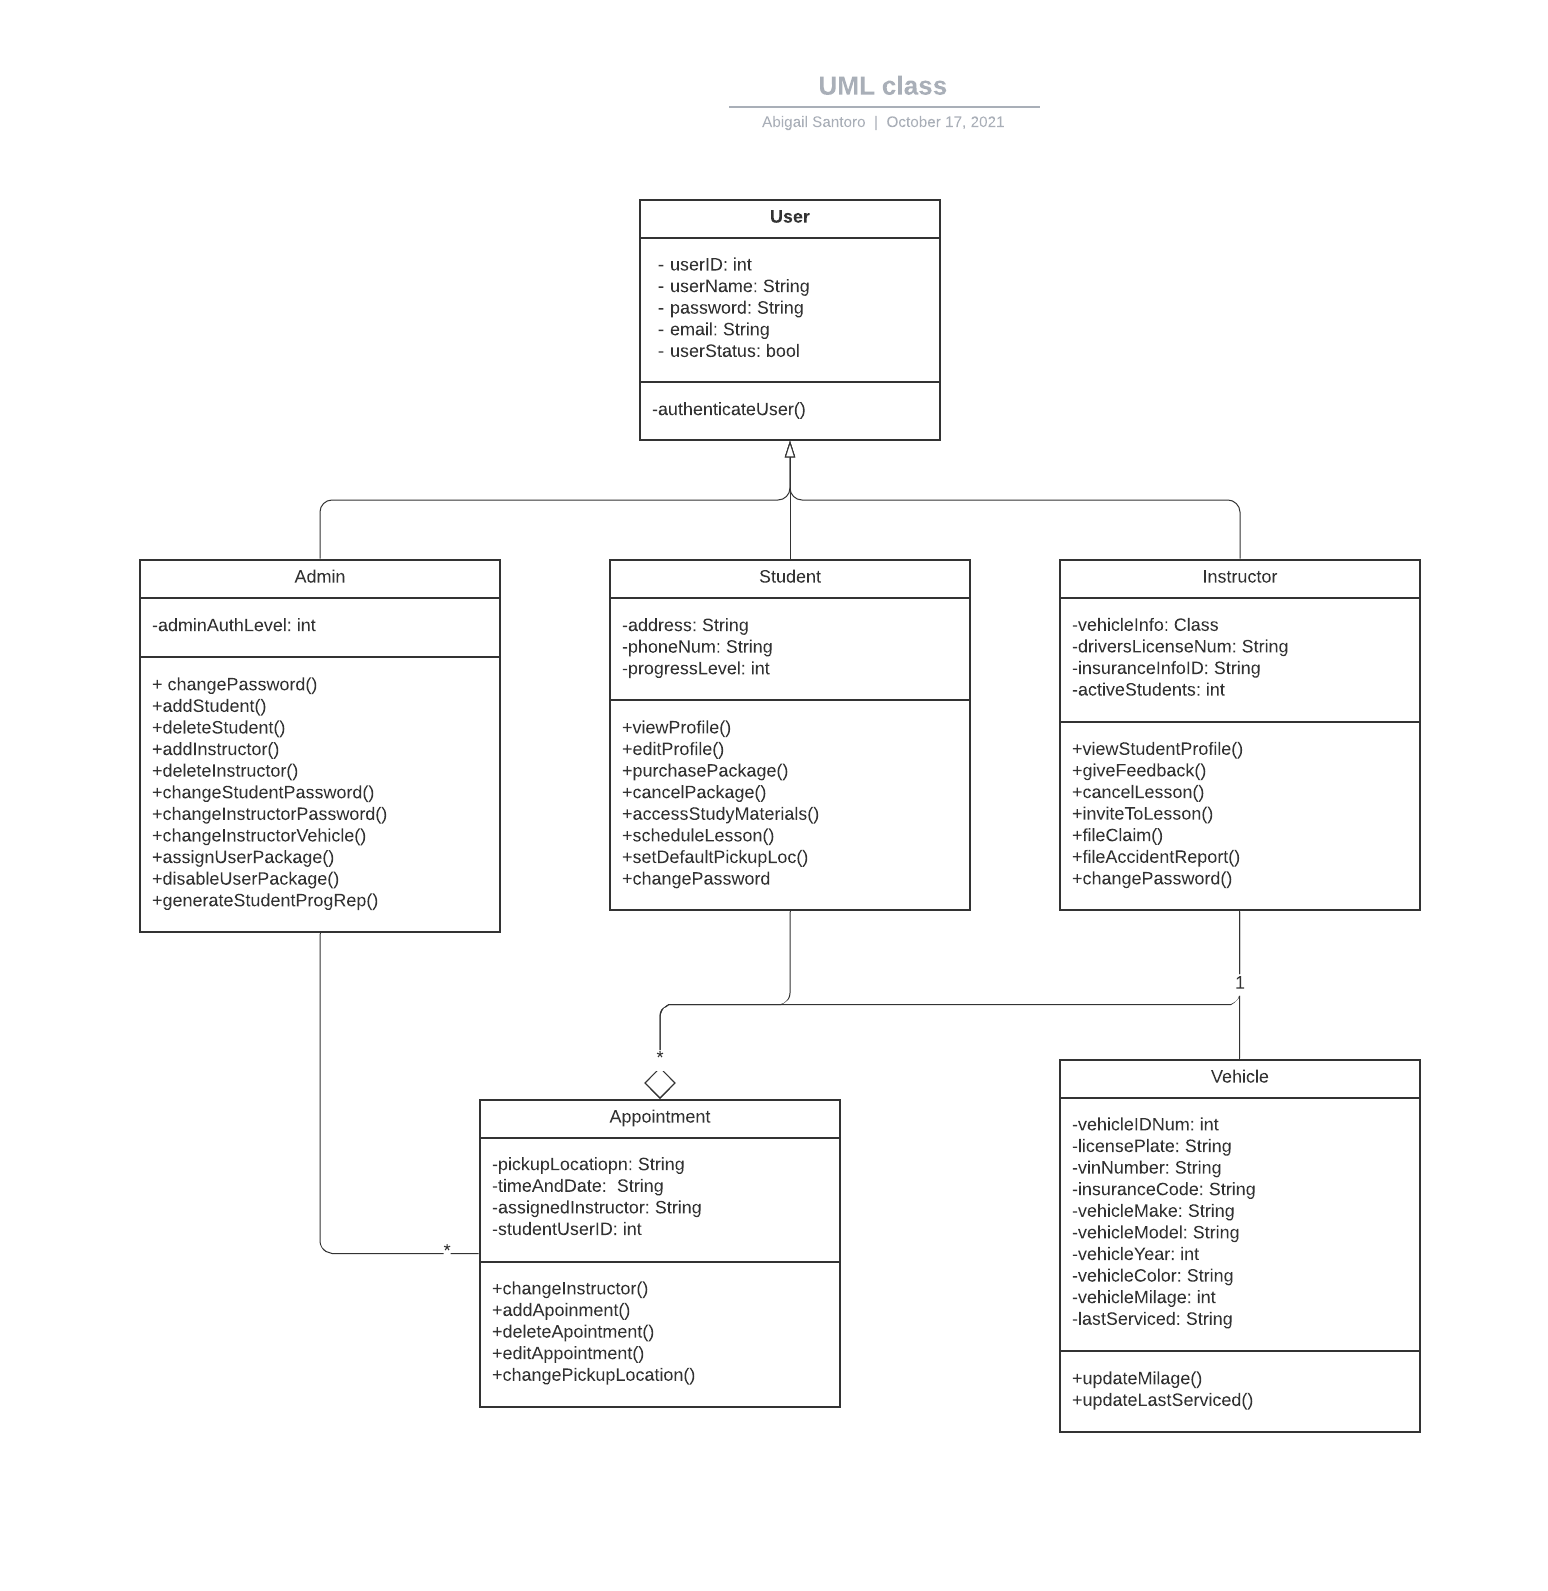 UML class
Abigail Santoro | October 17, 2021
User
- userID: int
- userName: String
- password: String
- email: String
- userStatus: bool
-authenticateUser()
Admin
-adminAuthLevel: int
+ changePassword()
+addStudent()
+deleteStudent()
+addInstructor()
+deleteInstructor()
+changeStudentPassword()
+changeInstructorPassword()
+changeInstructorVehicle()
+assignUserPackage()
+disableUserPackage()
+generateStudentProgRep()
Student
-address: String
-phoneNum: String
-progressLevel: int
+viewProfile()
+editProfile()
+purchasePackage()
+cancelPackage()
+accessStudyMaterials()
+scheduleLesson()
+setDefaultPickupLoc()
+changePassword
Instructor
-vehicleInfo: Class
-driversLicenseNum: String
-insuranceInfoID: String
-activeStudents: int
+viewStudentProfile()
+giveFeedback()
+cancelLesson()
+inviteToLesson()
+fileClaim()
+fileAccidentReport()
+changePassword()
1
*
*
Appointment
-pickupLocatiopn: String
-timeAndDate:  String
-assignedInstructor: String
-studentUserID: int
+changeInstructor()
+addApoinment()
+deleteApointment()
+editAppointment()
+changePickupLocation()
Vehicle
-vehicleIDNum: int
-licensePlate: String
-vinNumber: String
-insuranceCode: String
-vehicleMake: String
-vehicleModel: String
-vehicleYear: int
-vehicleColor: String
-vehicleMilage: int
-lastServiced: String
+updateMilage()
+updateLastServiced()